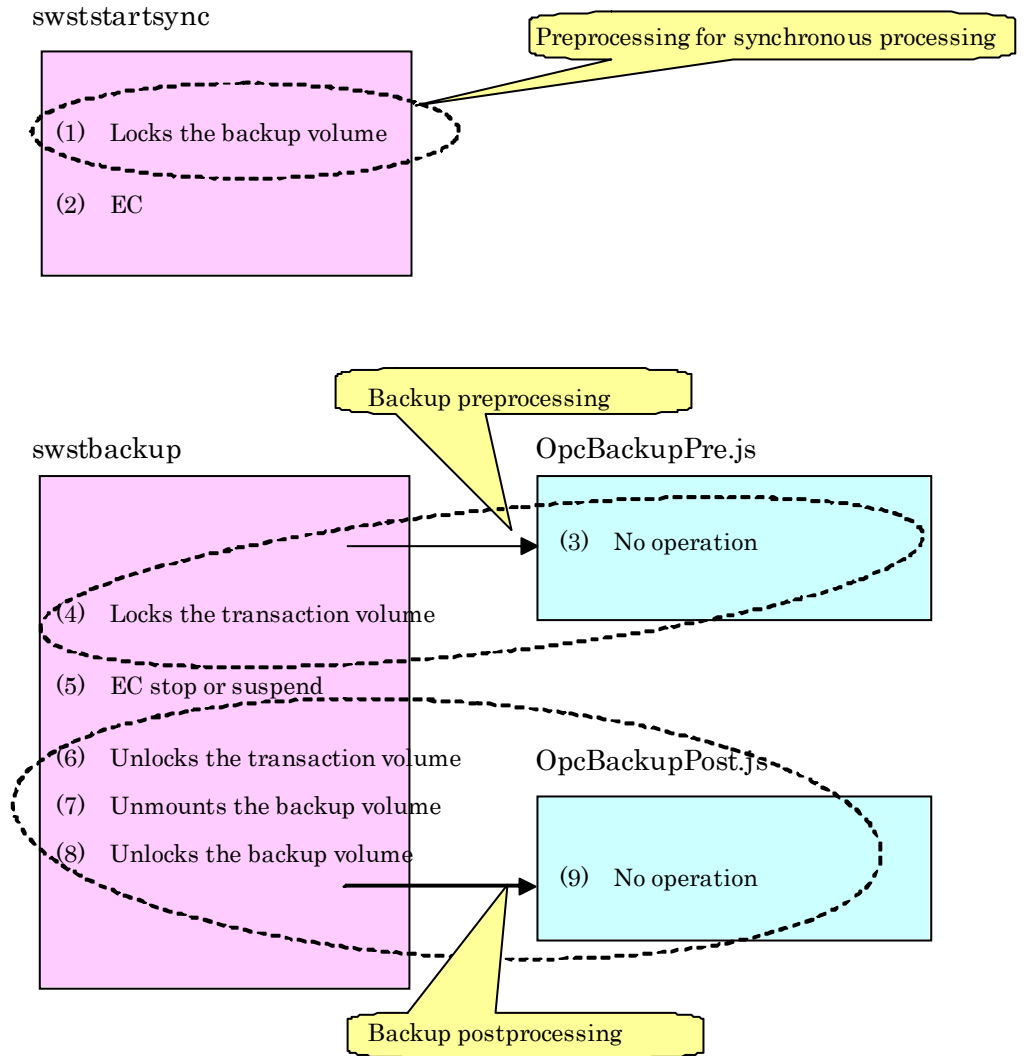 swststartsync
Preprocessing for synchronous processing
(1) Locks the backup volume
(2) EC
Backup preprocessing
swstbackup
OpcBackupPre.js
(3) No operation
(4) Locks the transaction volume
(5) EC stop or suspend
(6) Unlocks the transaction volume
OpcBackupPost.js
(7) Unmounts the backup volume
(8) Unlocks the backup volume
(9) No operation
Backup postprocessing